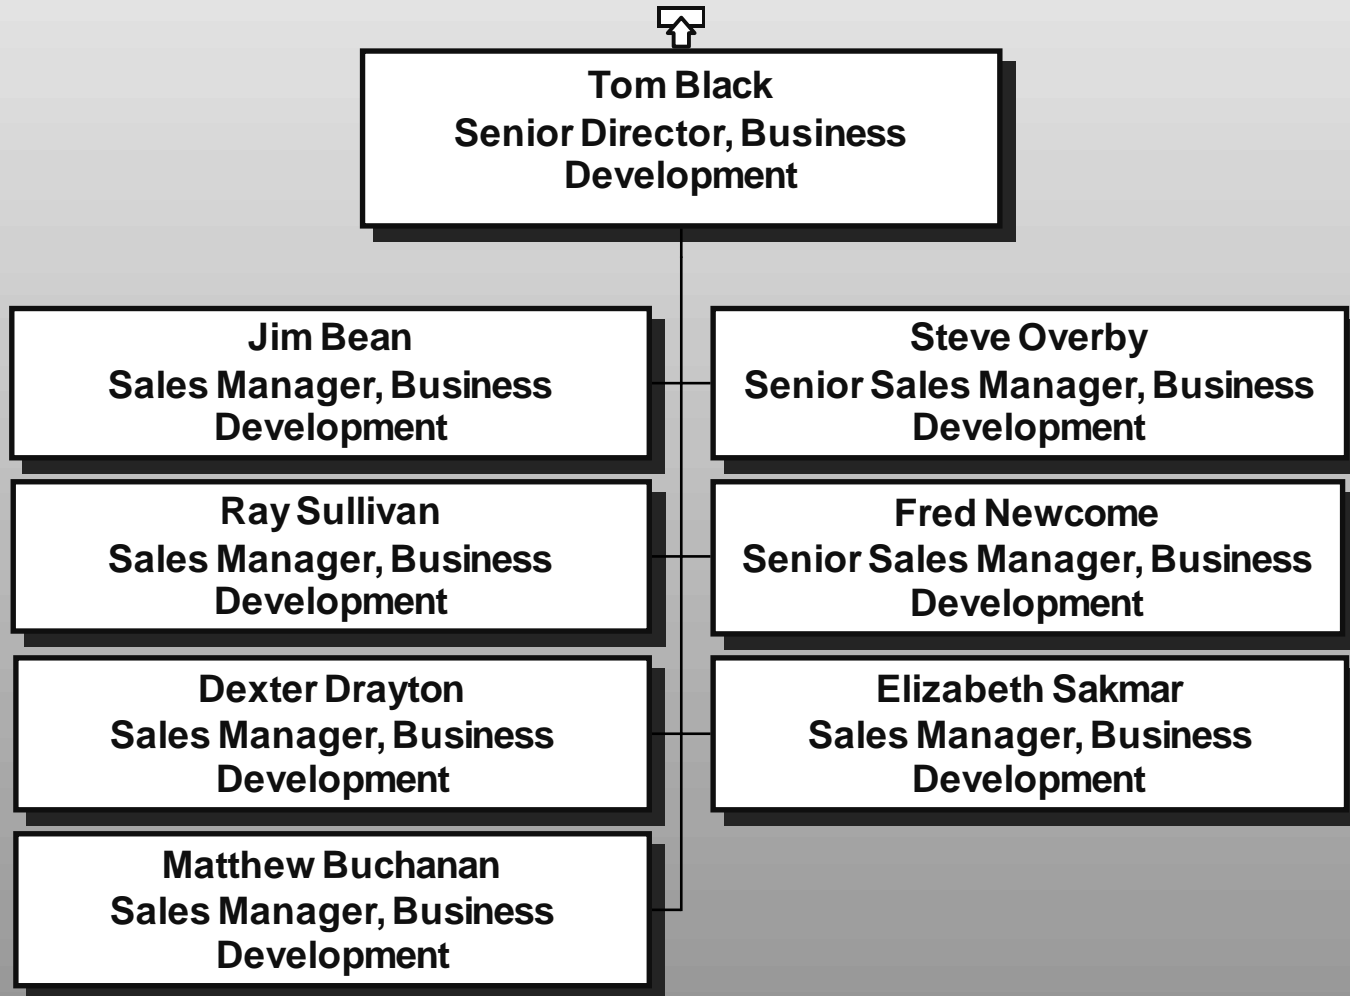 Tom Black
Senior Director, Business
Development
Jim Bean
Sales Manager, Business
Development
Steve Overby
Senior Sales Manager, Business
Development
Ray Sullivan
Sales Manager, Business
Development
Fred Newcome
Senior Sales Manager, Business
Development
Dexter Drayton
Sales Manager, Business
Development
Elizabeth Sakmar
Sales Manager, Business
Development
Matthew Buchanan
Sales Manager, Business
Development